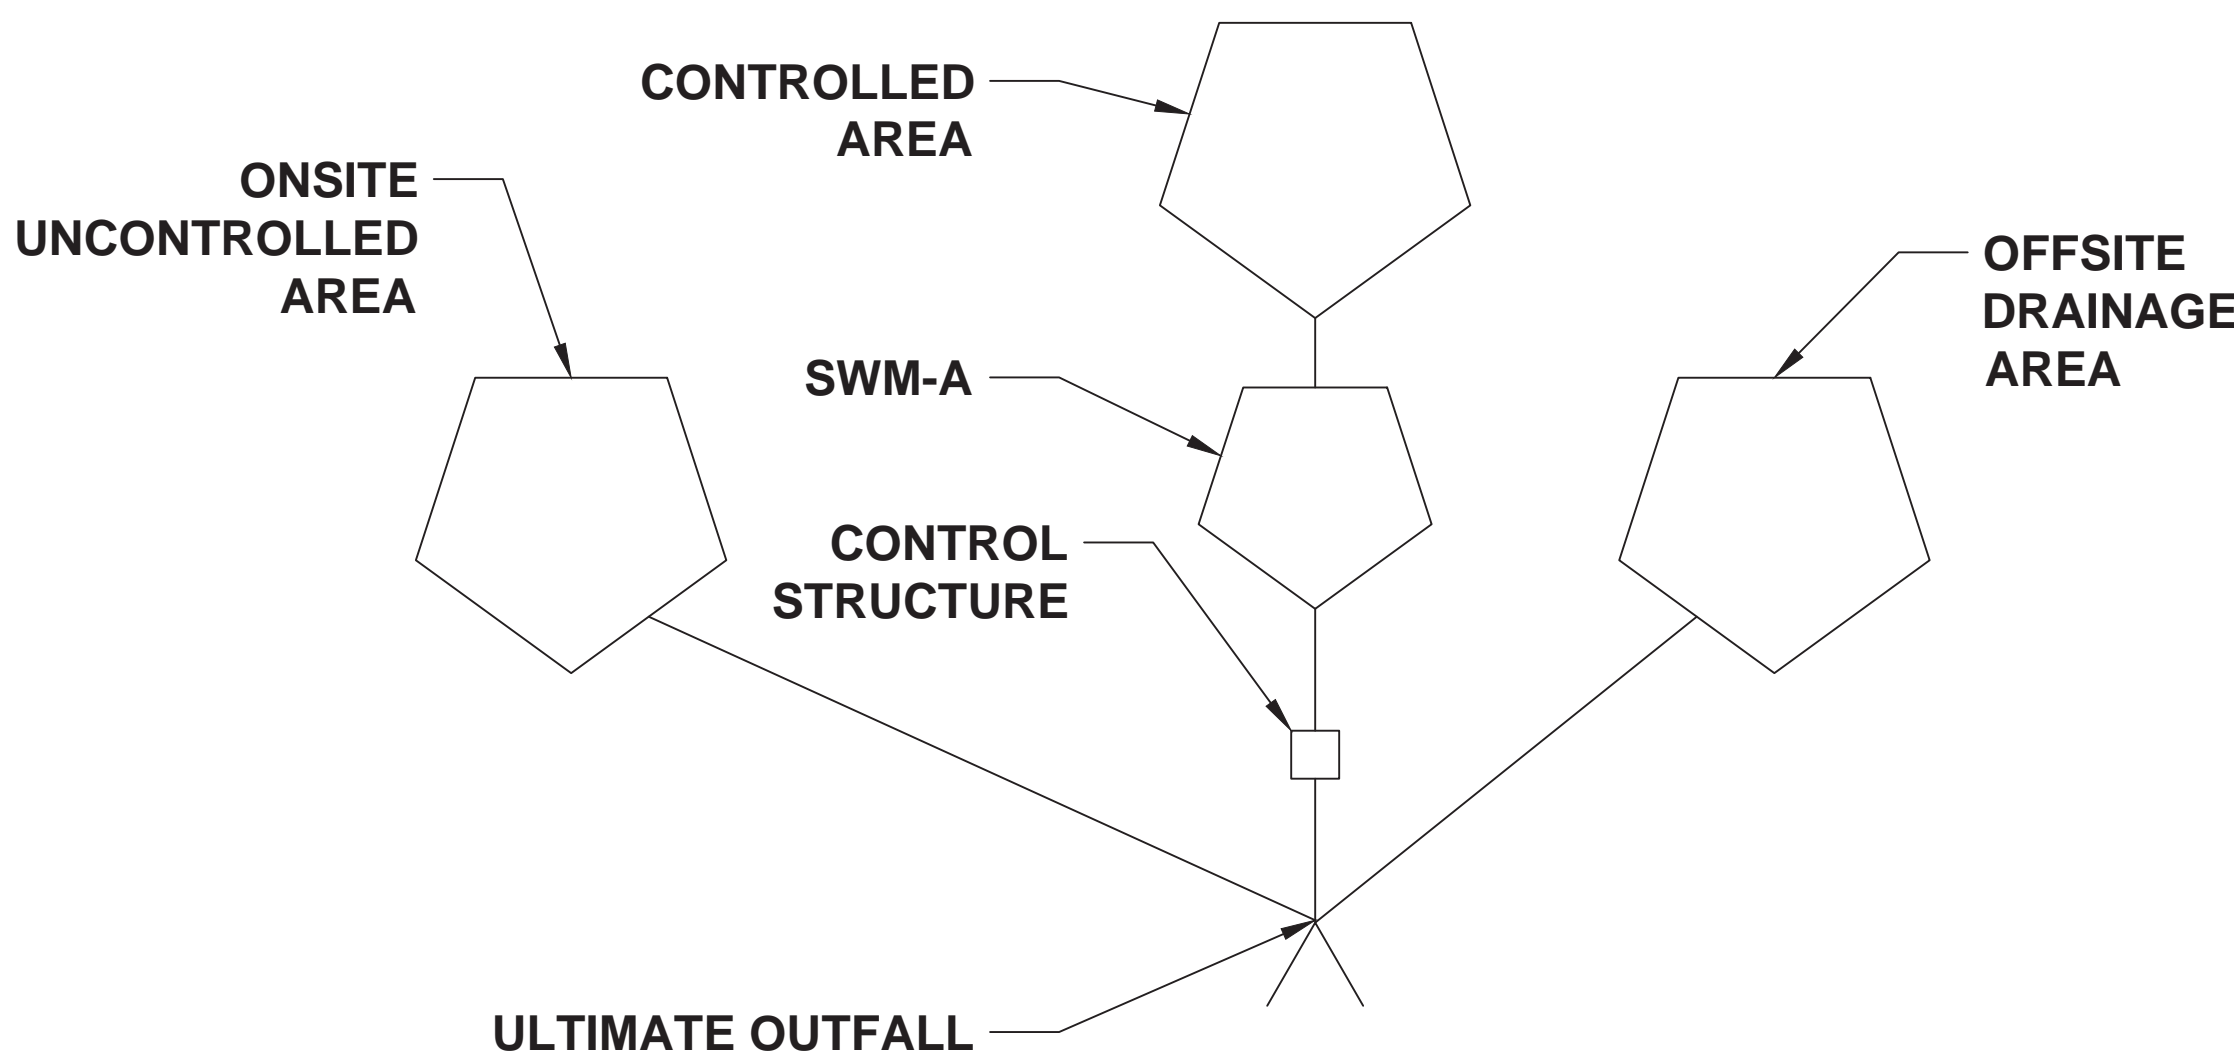 CONTROLLED
AREA
ONSITE
UNCONTROLLED
AREA
OFFSITE
DRAINAGE
AREA
SWM-A
CONTROL
STRUCTURE
ULTIMATE OUTFALL